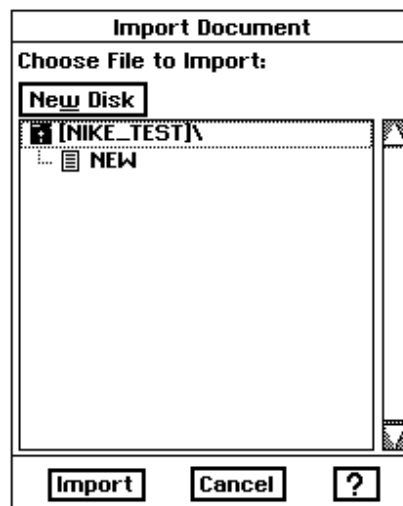 Import Document
Choose File to Import:
New Disk
[NIKE_TEST]\
NEW
Import Cancel ?